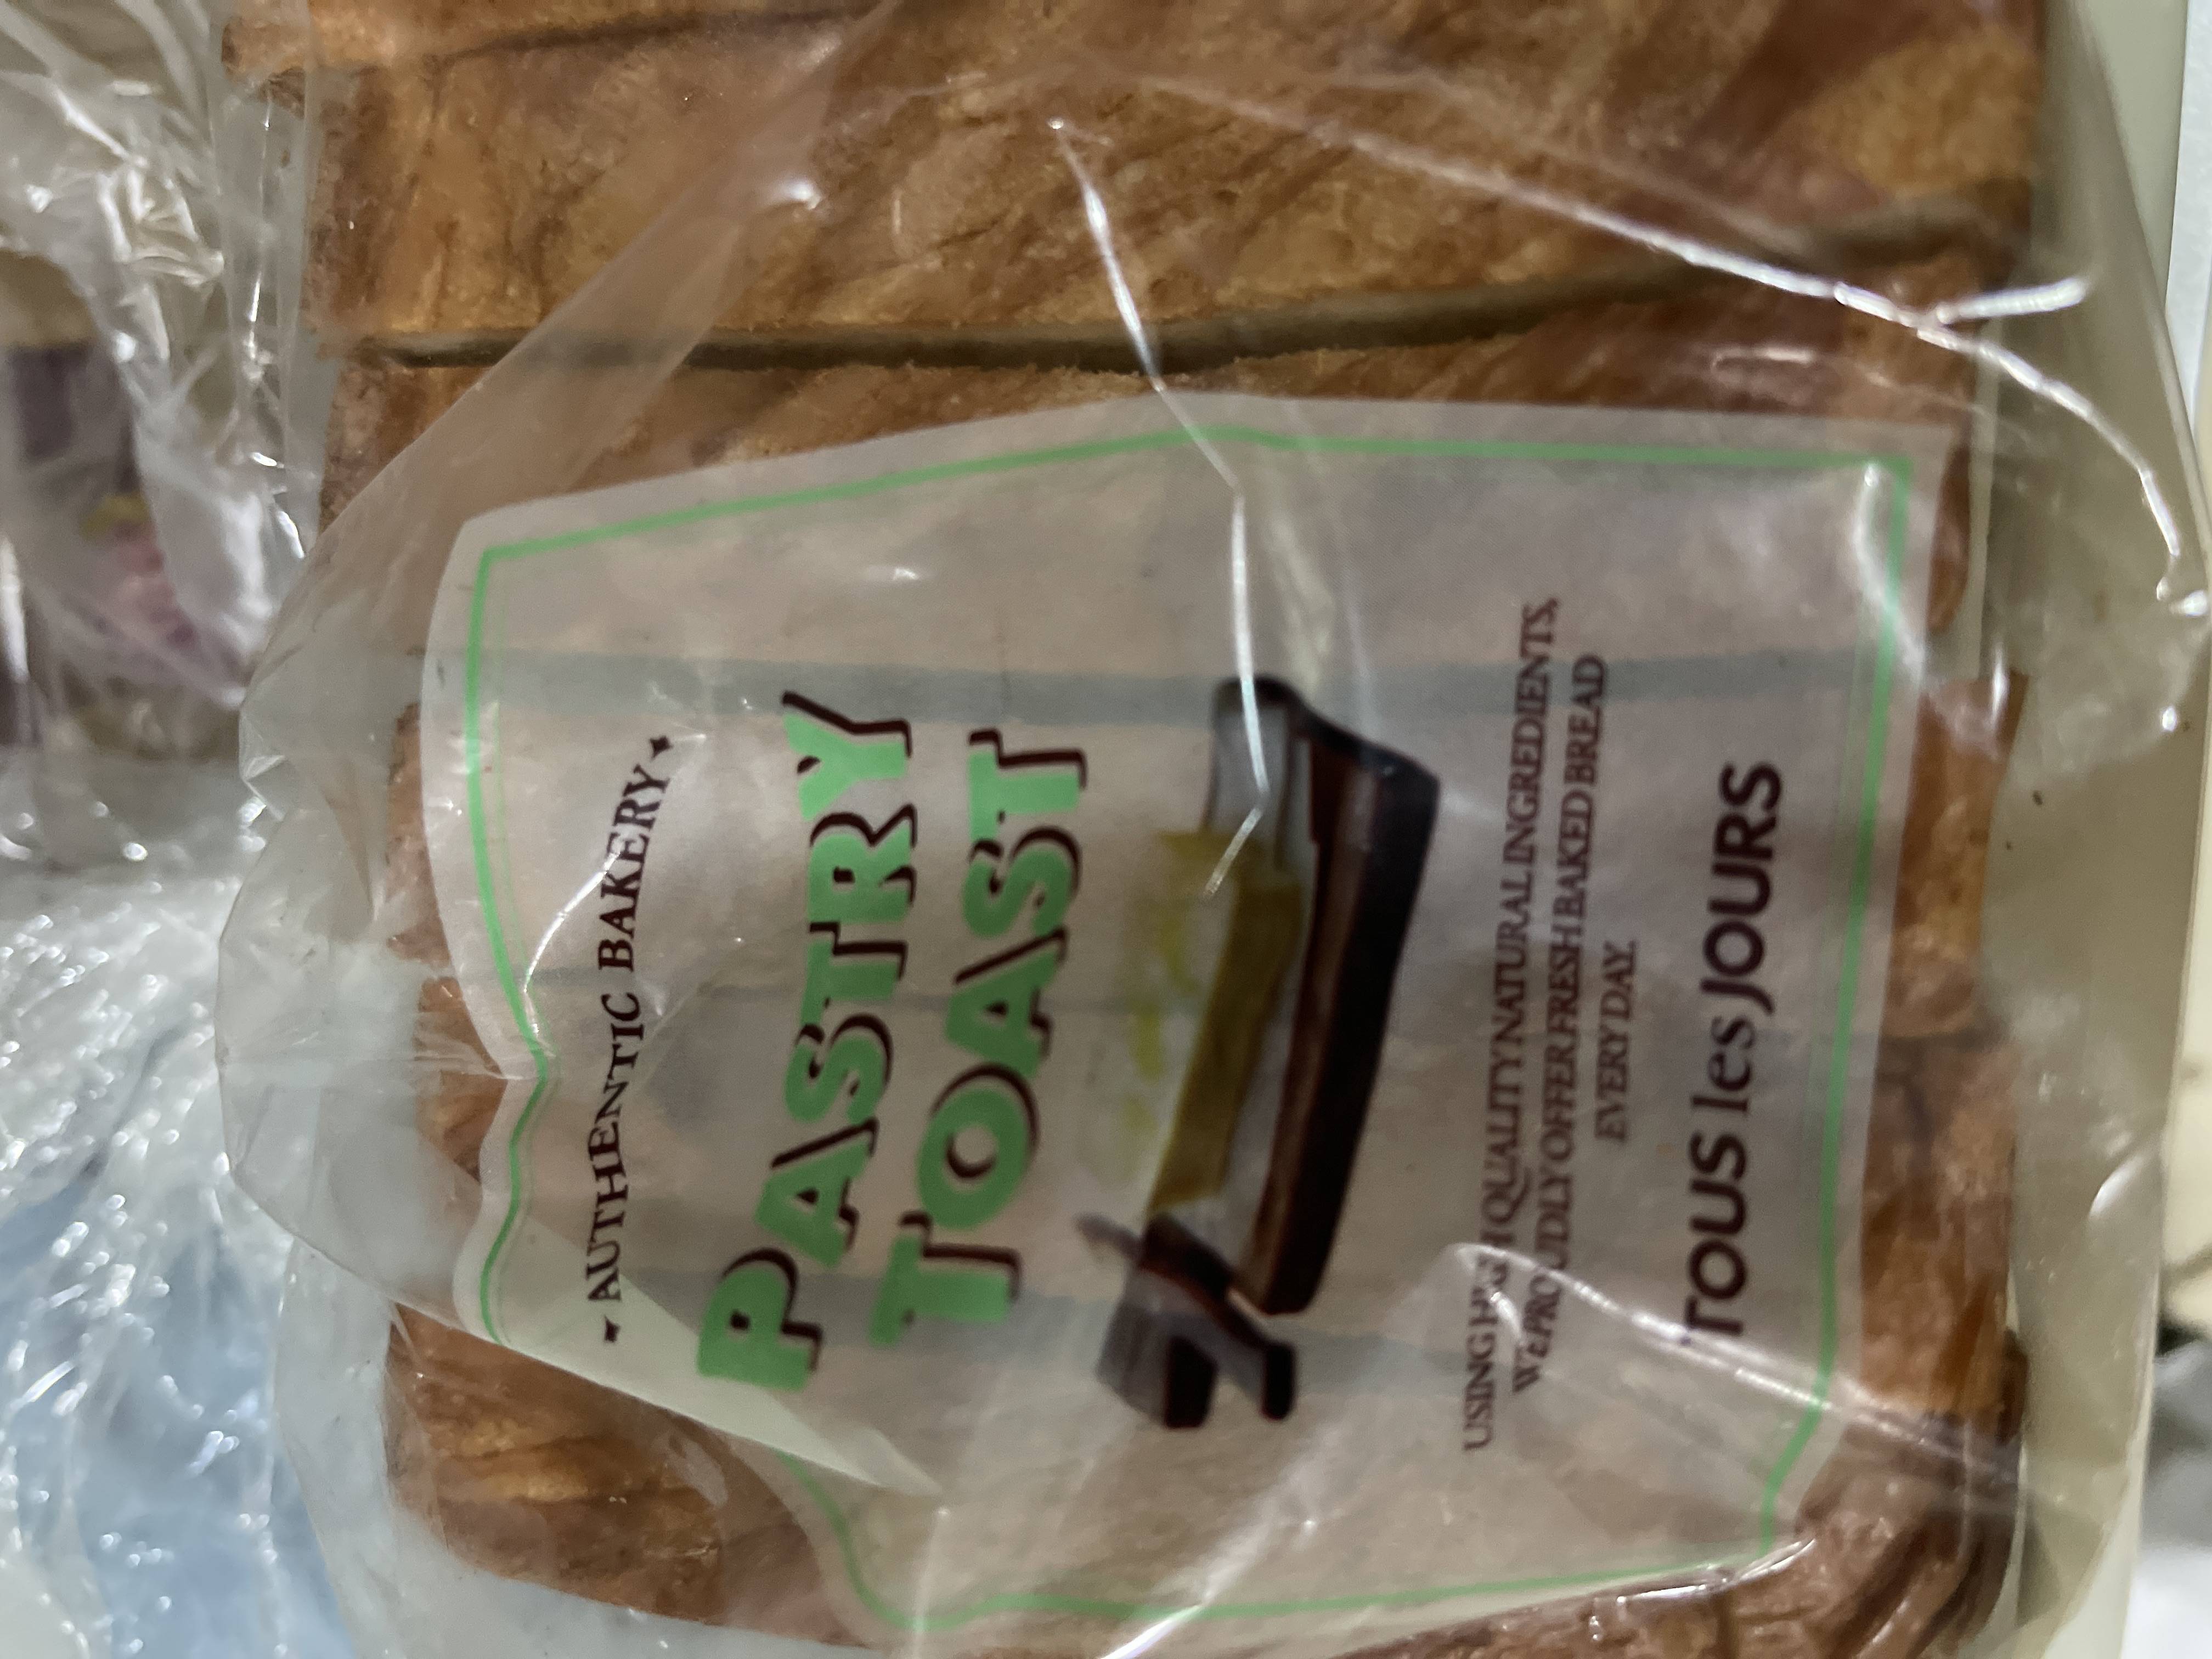 AUTHENTIC BAKERY
PASTRY
TOAST
USING HIGH QUALITY NATURAL INGREDIENTS,
WE PROUDLY OFFER FRESH BAKED BREAD
EVERY DAY.
TOUS les JOURS